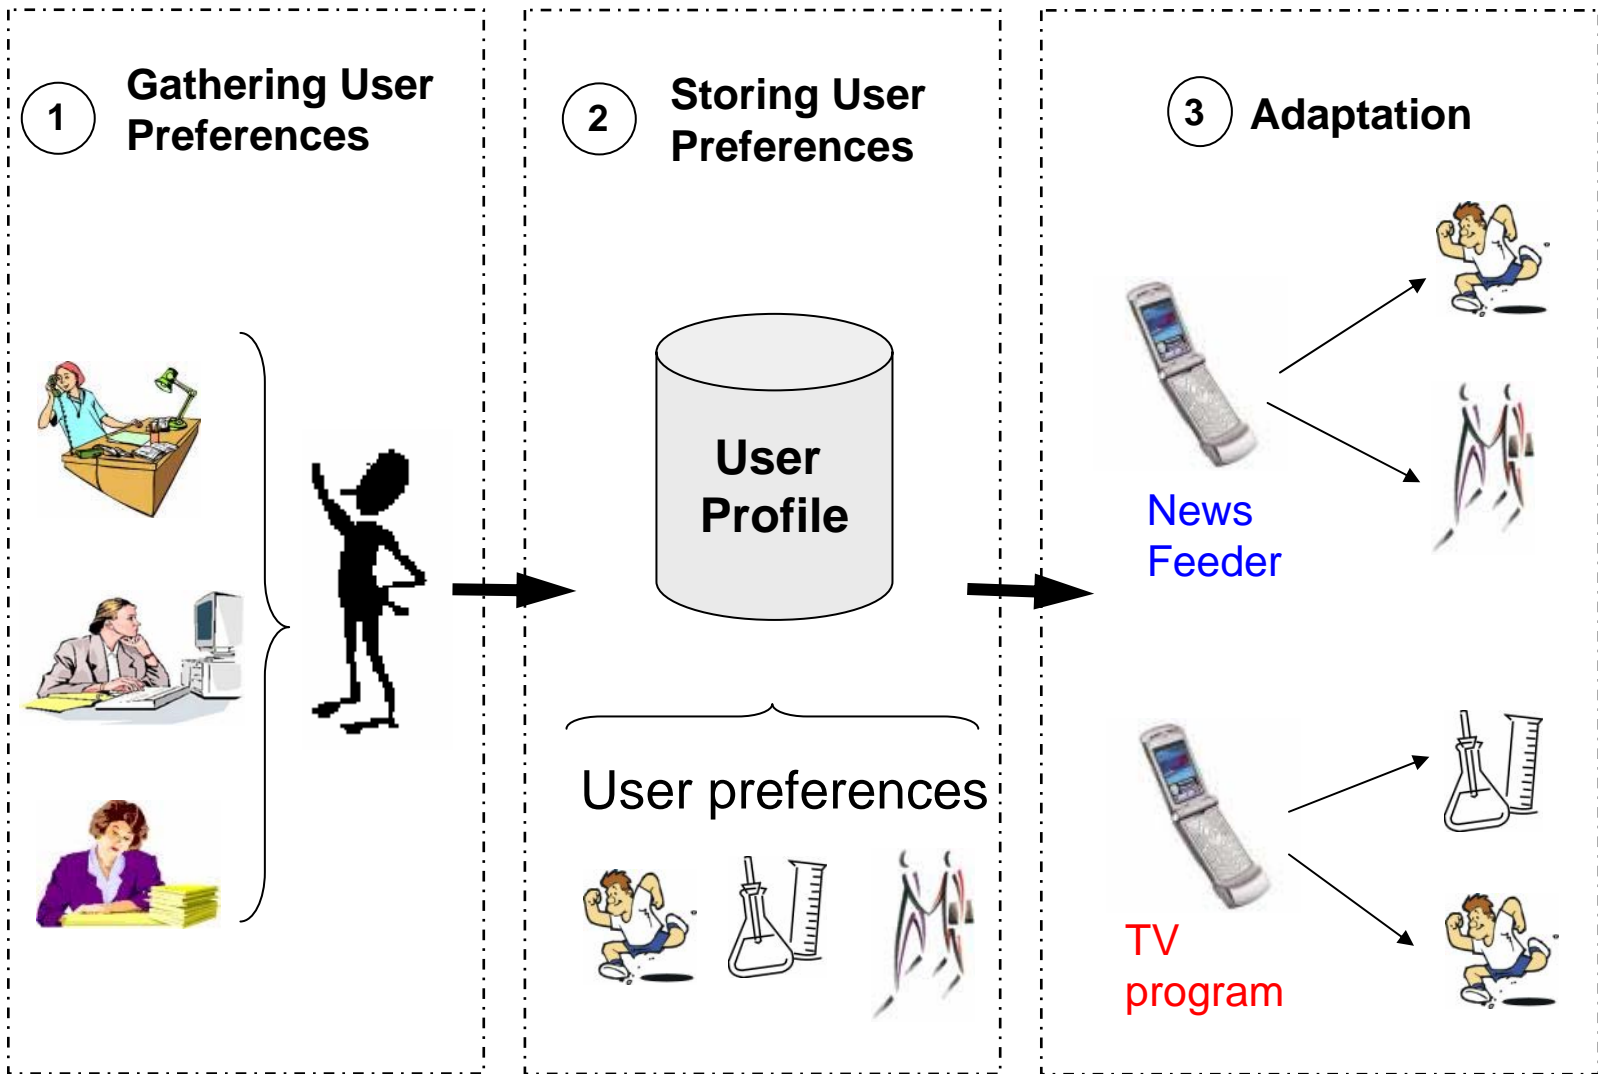 1
Gathering User
Preferences
2
Storing User
Preferences
3
Adaptation
User
Profile
User preferences
News
Feeder
TV
program